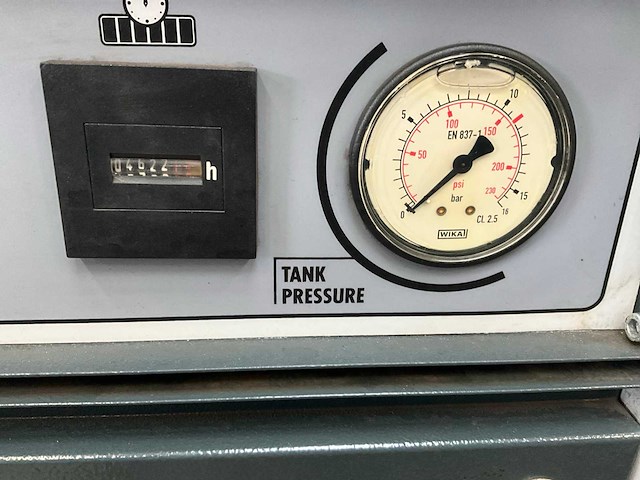 h
TANK
PRESSURE
0
5
10
15
16
50
100
150
200
230
EN 837-1
psi
bar
CL 2.5
WIKA